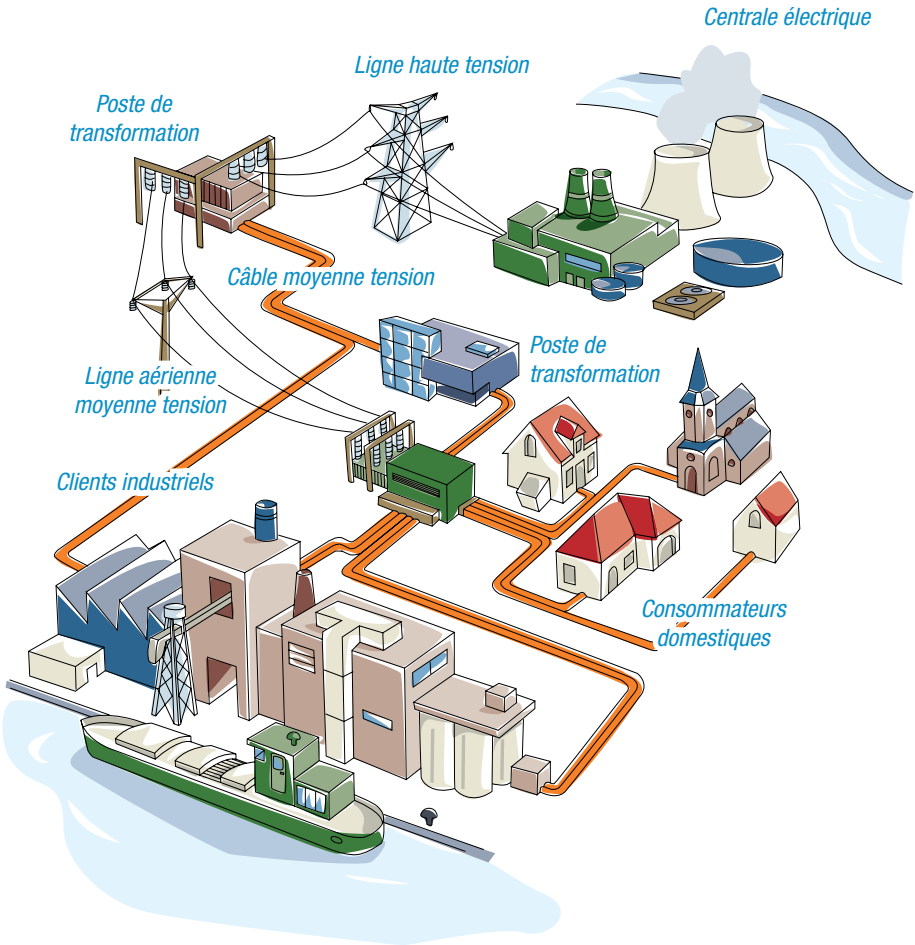 Centrale électrique
Ligne haute tension
Poste de
transformation
Câble moyenne tension
Poste de
transformation
Ligne aérienne
moyenne tension
Clients industriels
Consommateurs
domestiques